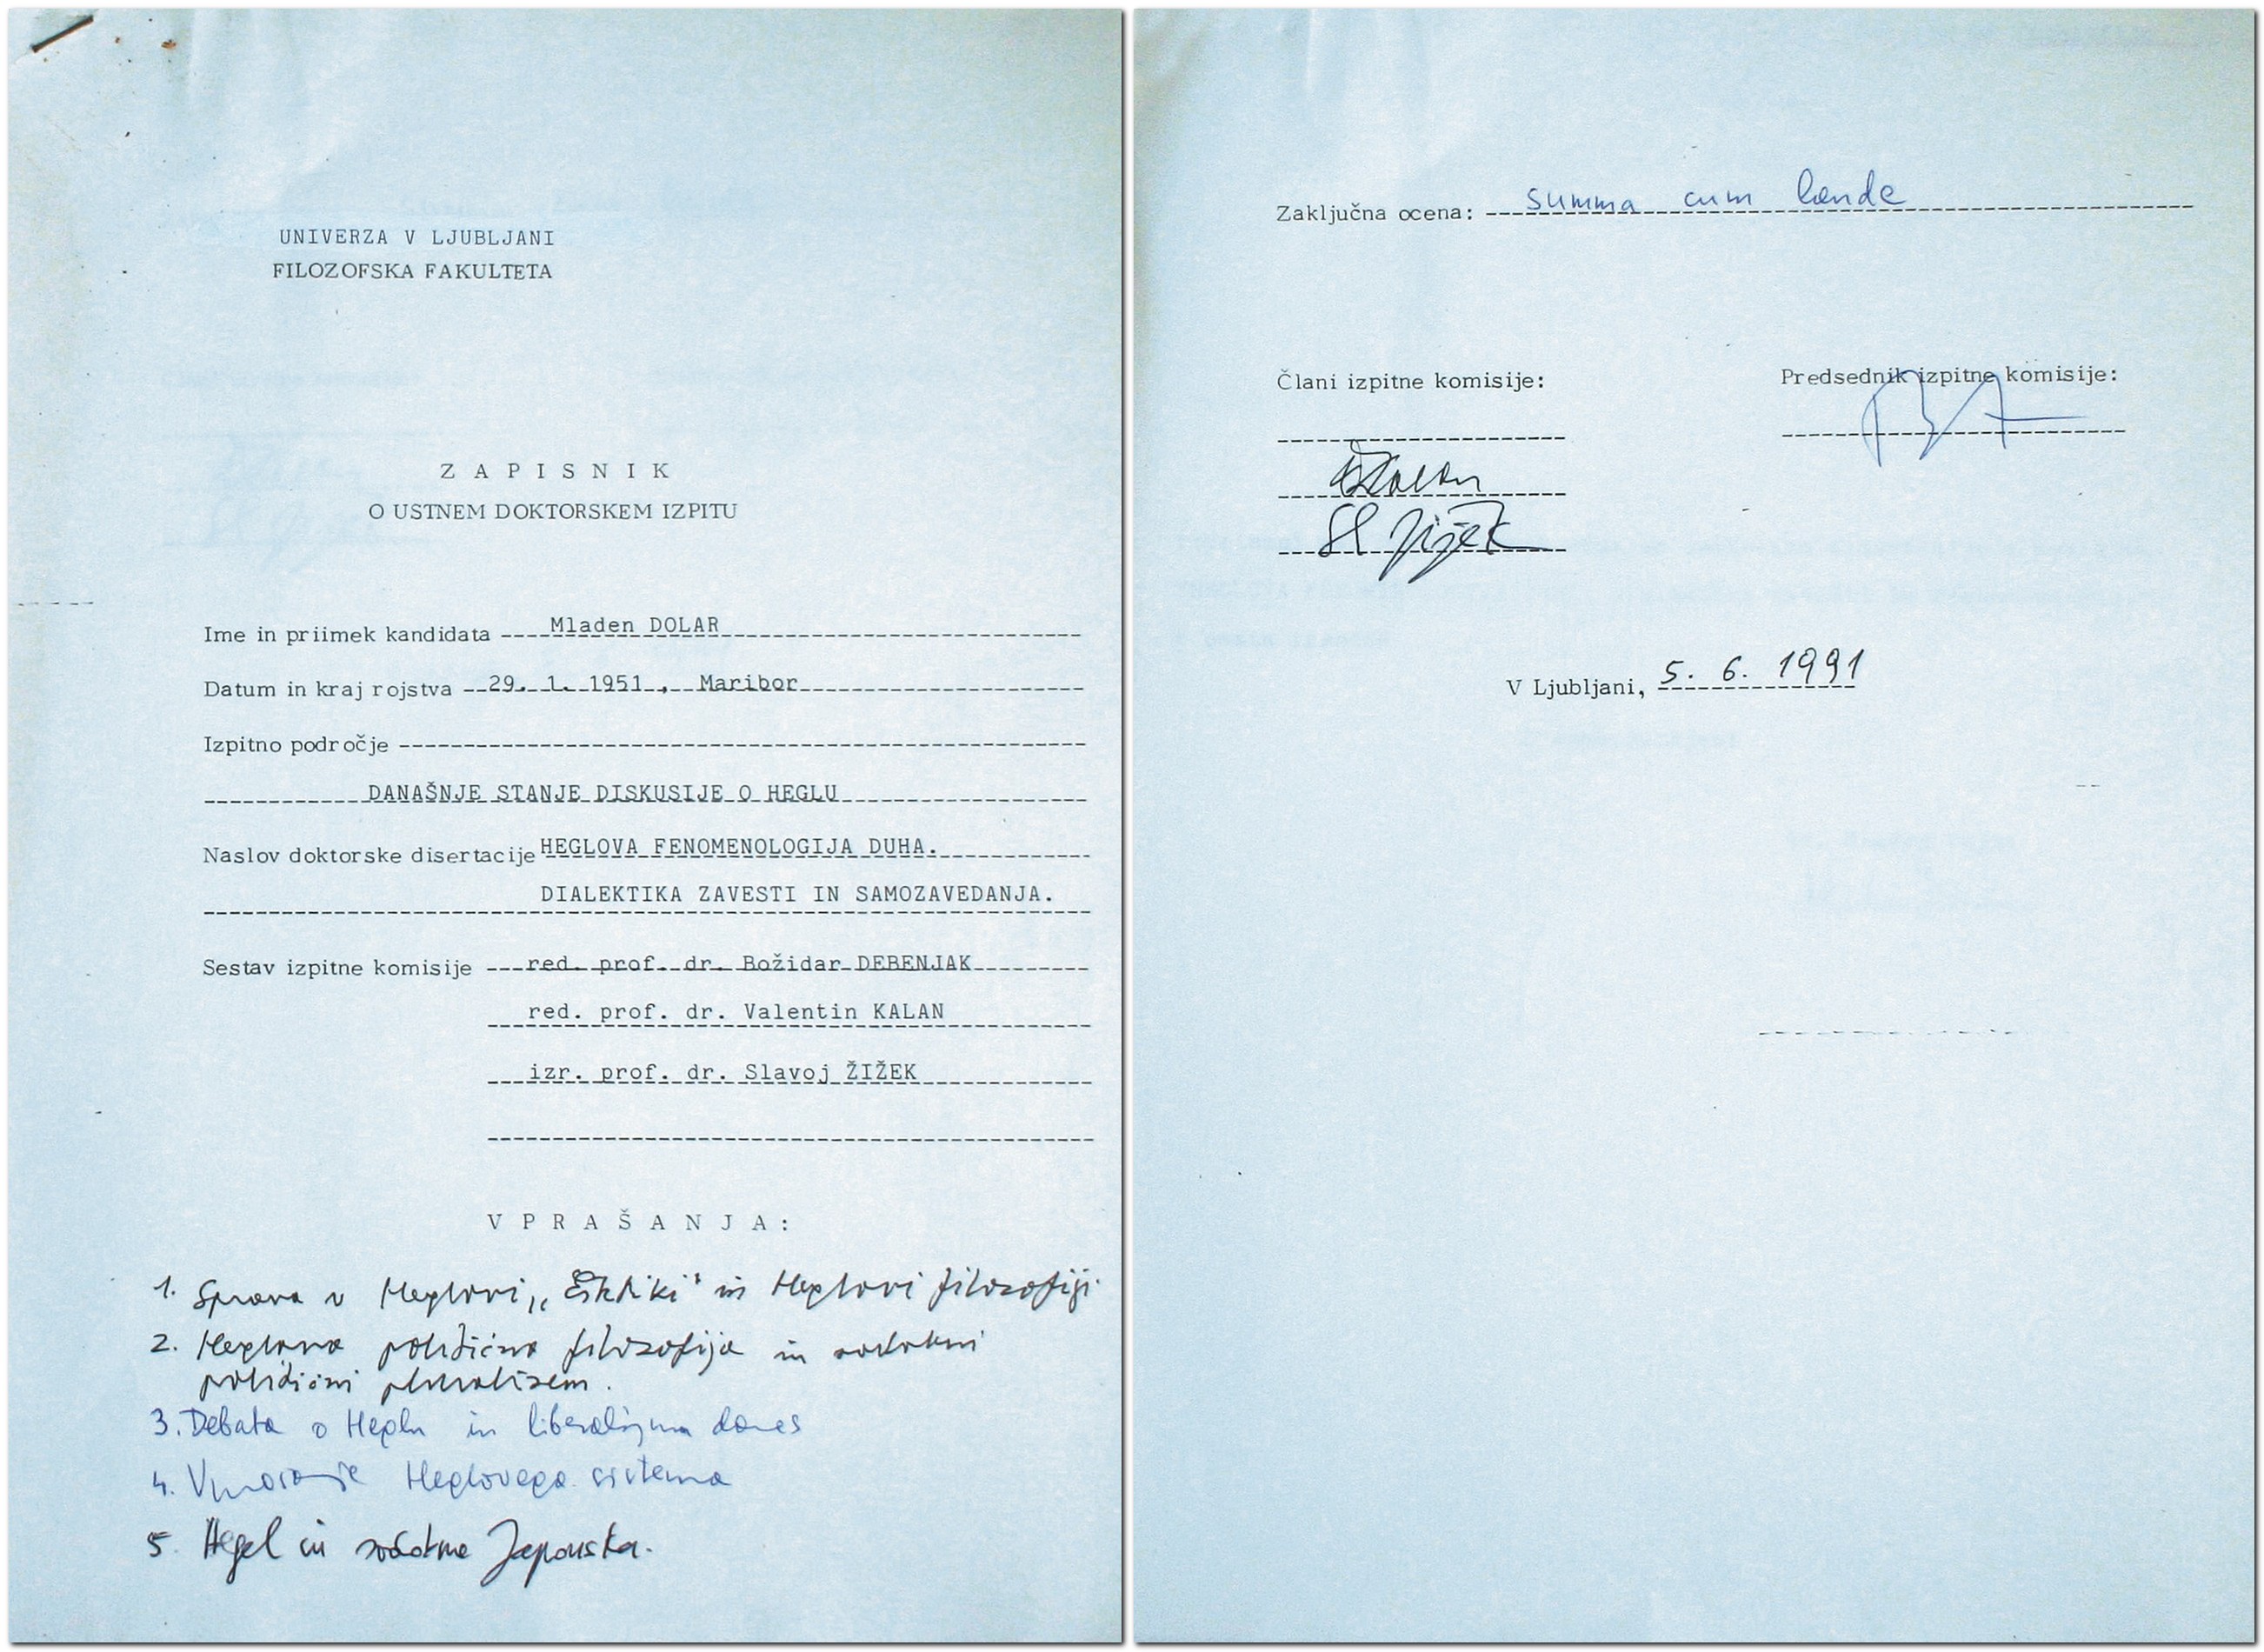 UNIVERZA V LJUBLJANI
FILOZOFSKA FAKULTETA
ZAPISNIK
O USTNEM DOKTORSKEM IZPITU
Ime in priimek kandidata Mladen DOLAR
Datum in kraj rojstva 29. 1. 1951, Maribor
Izpitno področje
DANAŠNJE STANJE DISKUSIJE O HEGLU
Naslov doktorske disertacije HEGLOVA FENOMENOLOGIJA DUHA.
DIALEKTIKA ZAVESTI IN SAMOZAVEDANJA.
Sestav izpitne komisije red. prof. dr. Božidar DEBENJAK
red. prof. dr. Valentin KALAN
izr. prof. dr. Slavoj ŽIŽEK
VPRAŠANJA:
1. Sprava v Heglovi „Estetiki" in Heglovi filozofiji
2. Heglova politična filozofija in sodobni
politični pluralizem.
3. Debata o Heglu in liberalizmu danes
4. Heglovega sistema
5. Hegel in sodobna Japonska.
Zaključna ocena: summa cum laude
Člani izpitne komisije:
Predsednik izpitne komisije:
Kalan
Sl Žižek
V Ljubljani, 5. 6. 1991